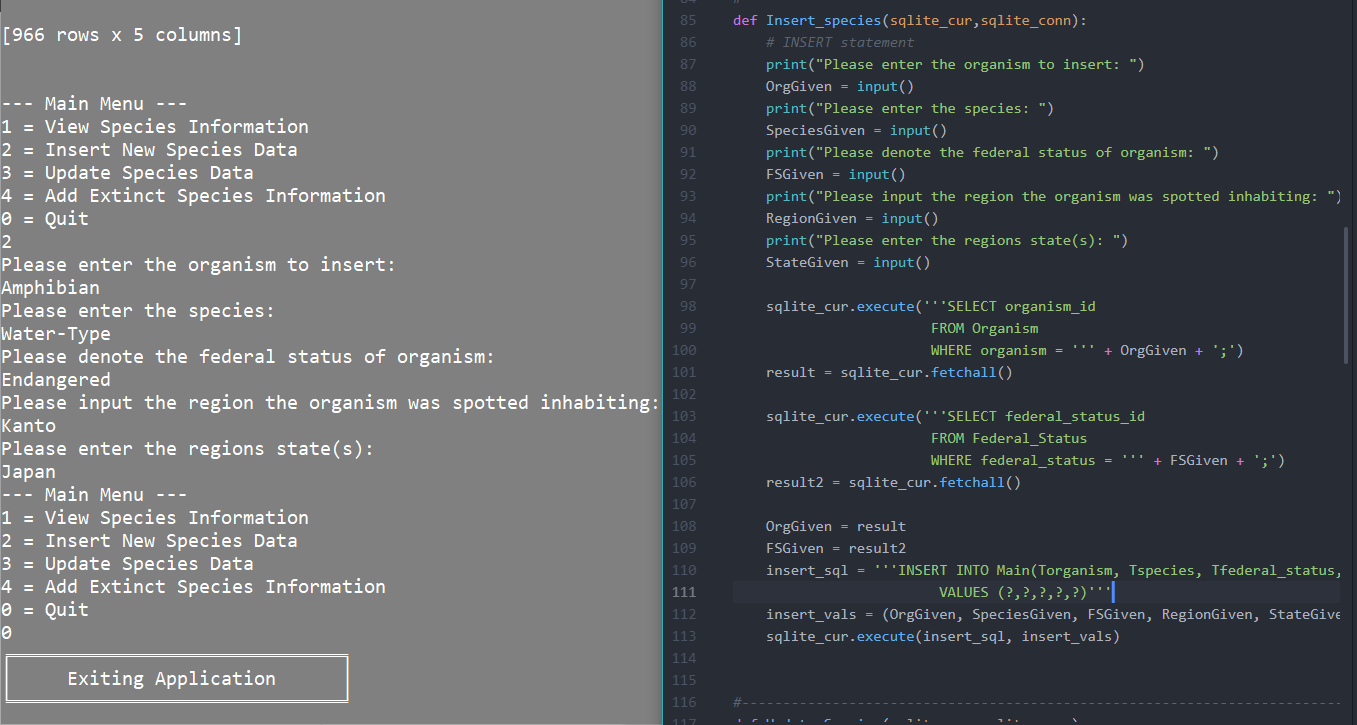 [966 rows x 5 columns]
--- Main Menu ---
1 = View Species Information
2 = Insert New Species Data
3 = Update Species Data
4 = Add Extinct Species Information
0 = Quit
2
Please enter the organism to insert:
Amphibian
Please enter the species:
Water-Type
Please denote the federal status of organism:
Endangered
Please input the region the organism was spotted inhabiting:
Kanto
Please enter the regions state(s):
Japan
--- Main Menu ---
1 = View Species Information
2 = Insert New Species Data
3 = Update Species Data
4 = Add Extinct Species Information
0 = Quit
0
Exiting Application
85 def Insert_species(sqlite_cur,sqlite_conn):
86 # INSERT statement
87 print("Please enter the organism to insert: ")
88 OrgGiven = input()
89 print("Please enter the species: ")
90 SpeciesGiven = input()
91 print("Please denote the federal status of organism: ")
92 FSGiven = input()
93 print("Please input the region the organism was spotted inhabiting: ")
94 RegionGiven = input()
95 print("Please enter the regions state(s): ")
96 StateGiven = input()
97
98 sqlite_cur.execute('''SELECT organism_id
99 FROM Organism
100 WHERE organism = ''' + OrgGiven + ';')
101 result = sqlite_cur.fetchall()
102
103 sqlite_cur.execute('''SELECT federal_status_id
104 FROM Federal_Status
105 WHERE federal_status = ''' + FSGiven + ';')
106 result2 = sqlite_cur.fetchall()
107
108 OrgGiven = result
109 FSGiven = result2
110 insert_sql = '''INSERT INTO Main(Torganism, Tspecies, Tfederal_status,
111 VALUES (?,?,?,?,?)'''
112 insert_vals = (OrgGiven, SpeciesGiven, FSGiven, RegionGiven, StateGive
113 sqlite_cur.execute(insert_sql, insert_vals)
114
115
116 #-------------------------------------------------------------------------